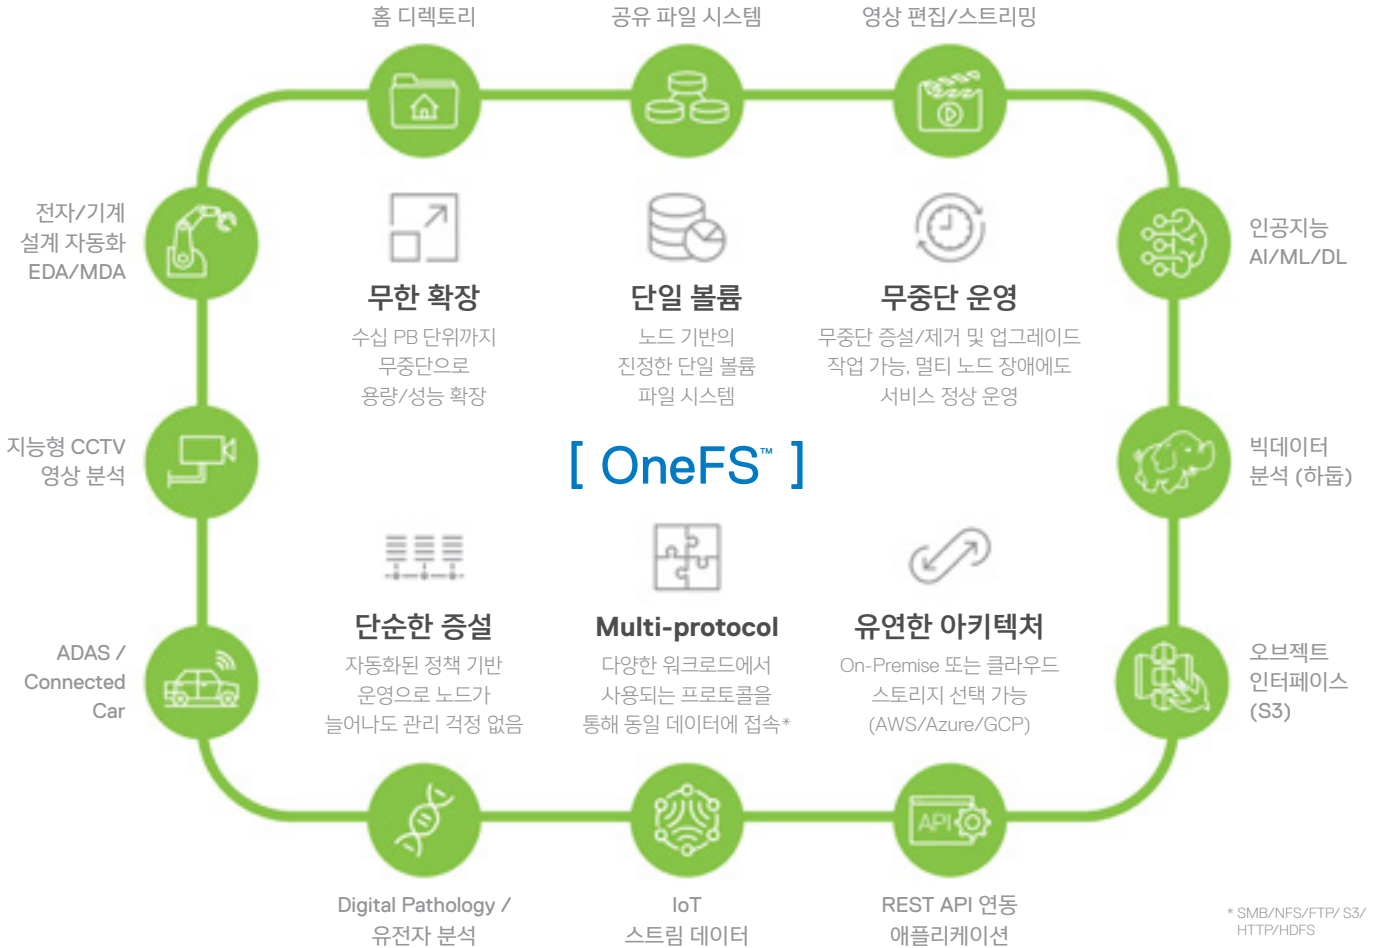 홈 디렉토리
공유 파일 시스템
영상 편집/스트리밍
전자/기계
설계 자동화
EDA/MDA
인공지능
AI/ML/DL
무한 확장
수십 PB 단위까지
무중단으로
용량/성능 확장
단일 볼륨
노드 기반의
진정한 단일 볼륨
파일 시스템
무중단 운영
무중단 증설/제거 및 업그레이드
작업 가능, 멀티 노드 장애에도
서비스 정상 운영
지능형 CCTV
영상 분석
[ OneFS™ ]
빅데이터
분석 (하둡)
단순한 증설
자동화된 정책 기반
운영으로 노드가
늘어나도 관리 걱정 없음
Multi-protocol
다양한 워크로드에서
사용되는 프로토콜을
통해 동일 데이터에 접속*
유연한 아키텍처
On-Premise 또는 클라우드
스토리지 선택 가능
(AWS/Azure/GCP)
ADAS /
Connected
Car
오브젝트
인터페이스
(S3)
API
Digital Pathology /
유전자 분석
IoT
스트림 데이터
REST API 연동
애플리케이션
* SMB/NFS/FTP/ S3/
HTTP/HDFS